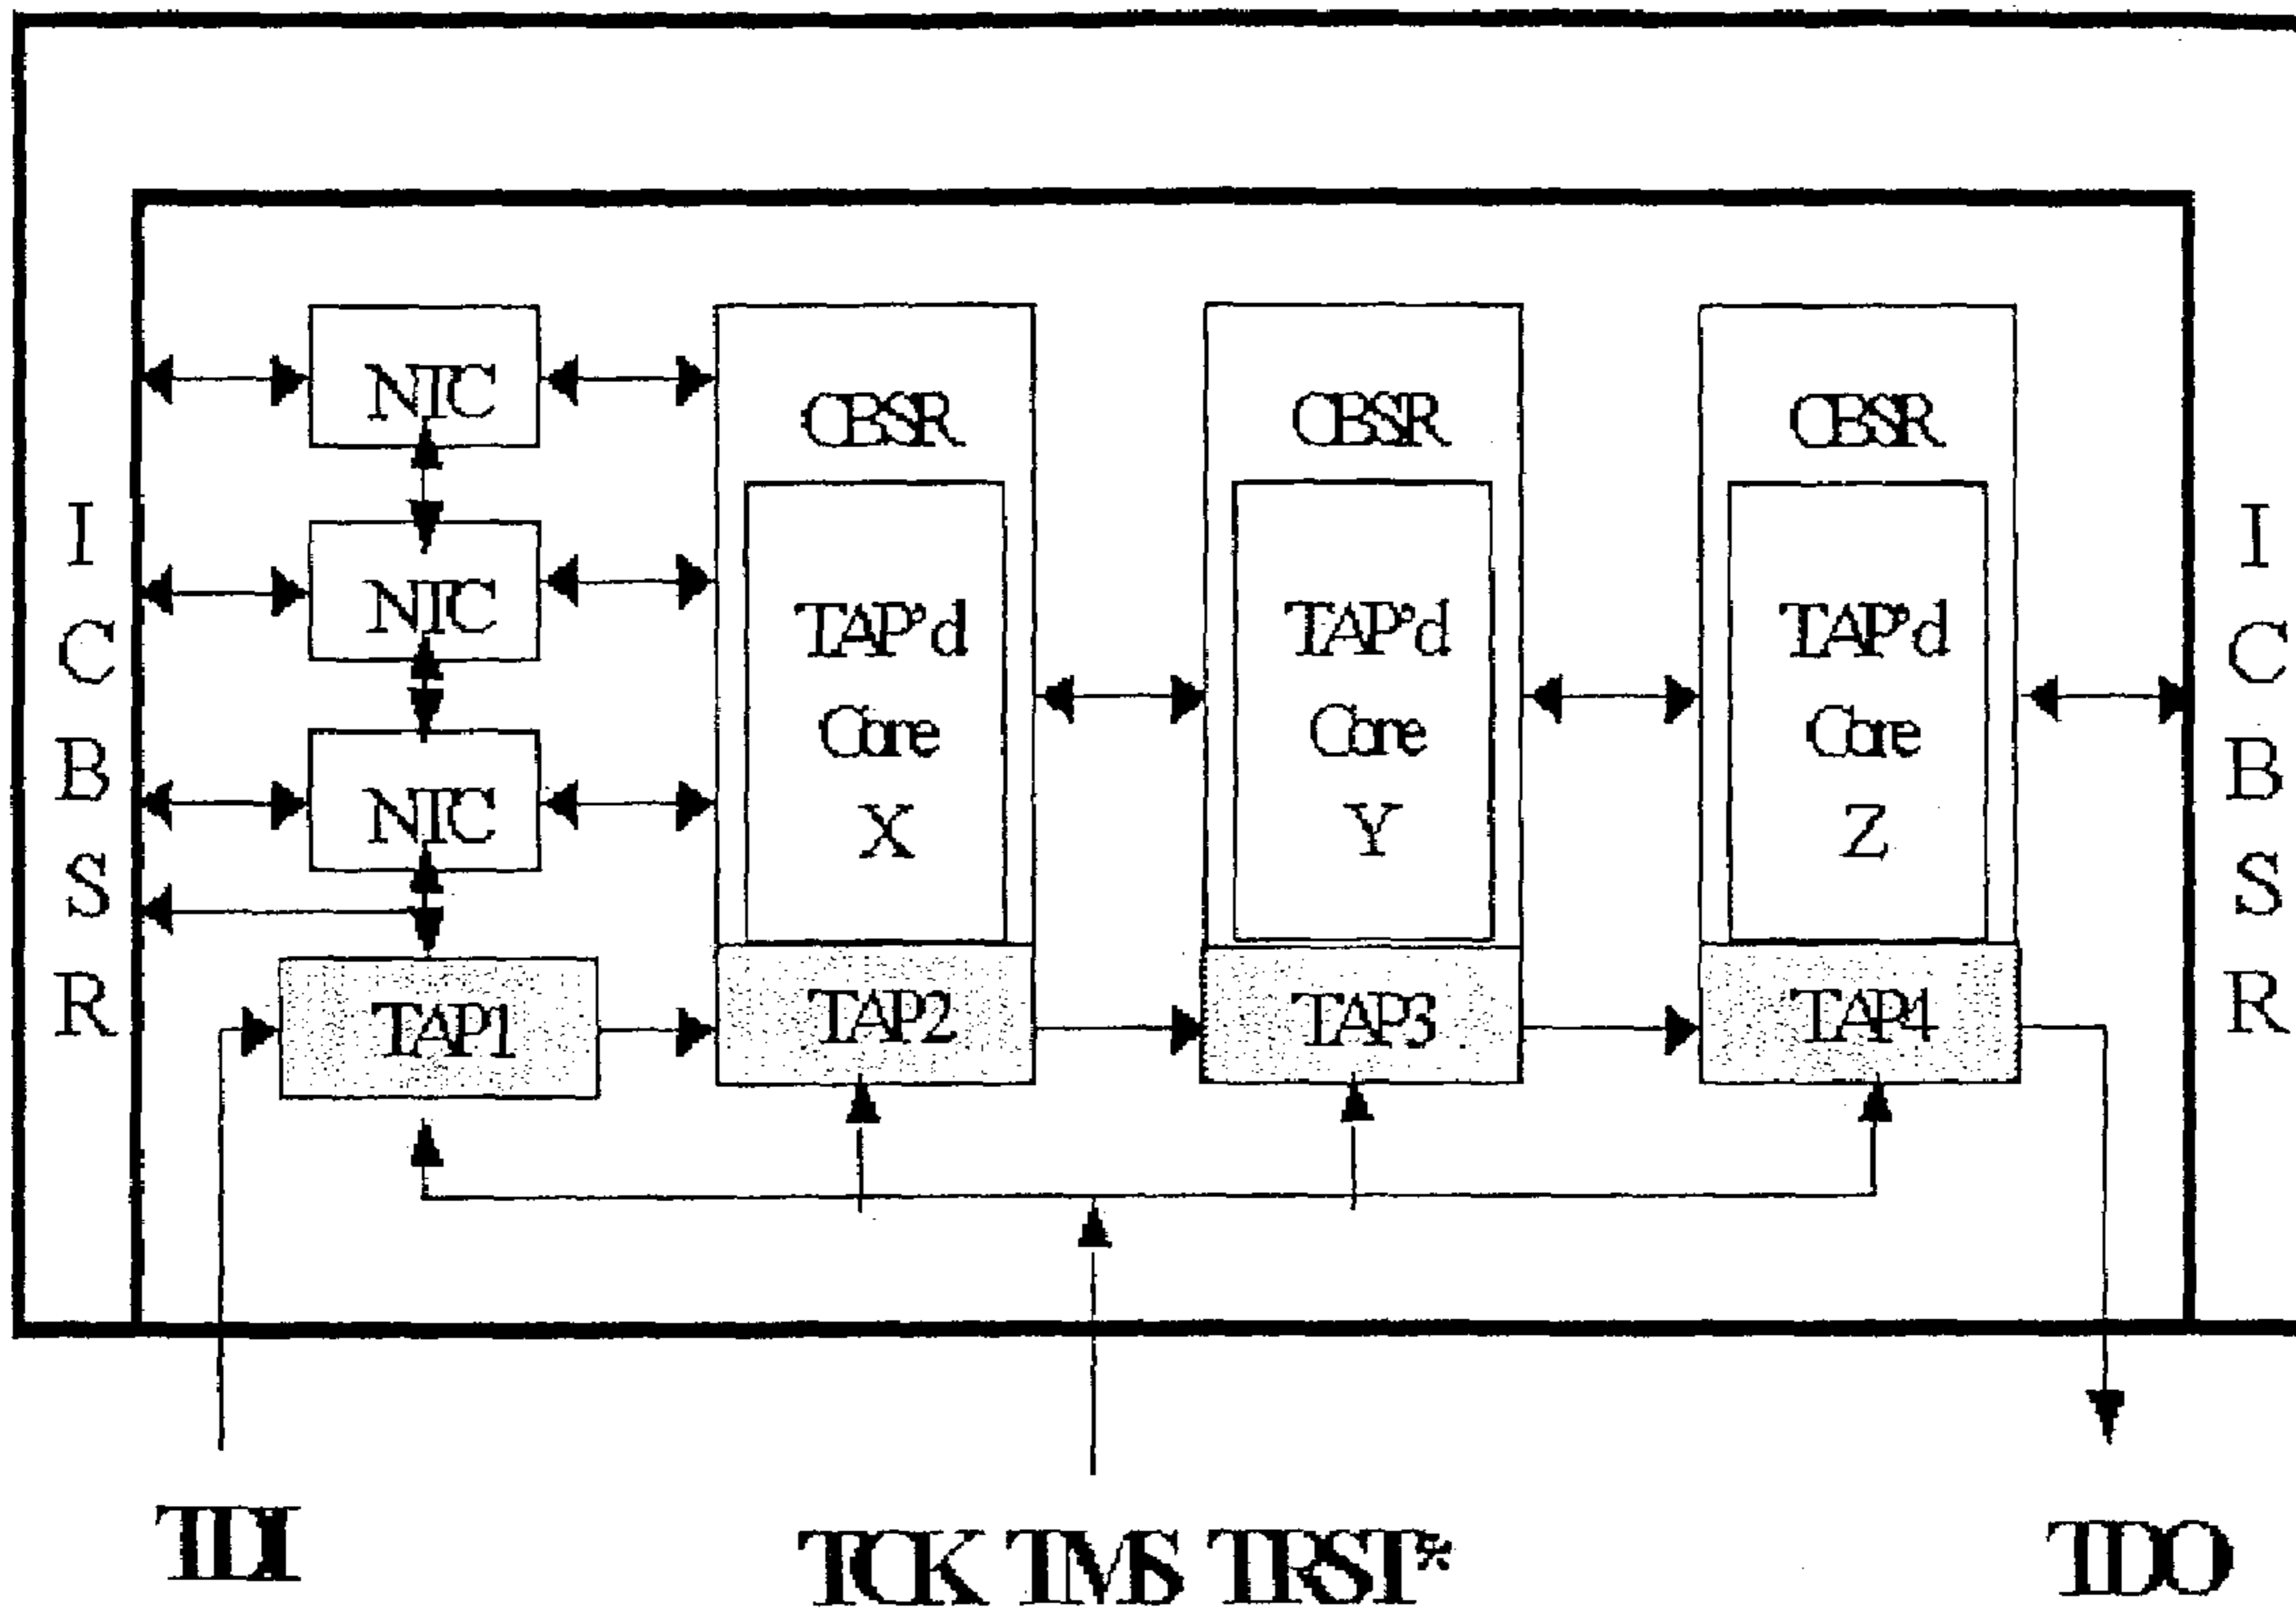 I
C
B
S
R
NTC
NTC
NTC
TAP1
CBSR
TAP'd
Core
X
TAP2
CBSR
TAP'd
Core
Y
TAP3
CBSR
TAP'd
Core
Z
TAP4
I
C
B
S
R
TDI
TCK TMS TRST*
TDO